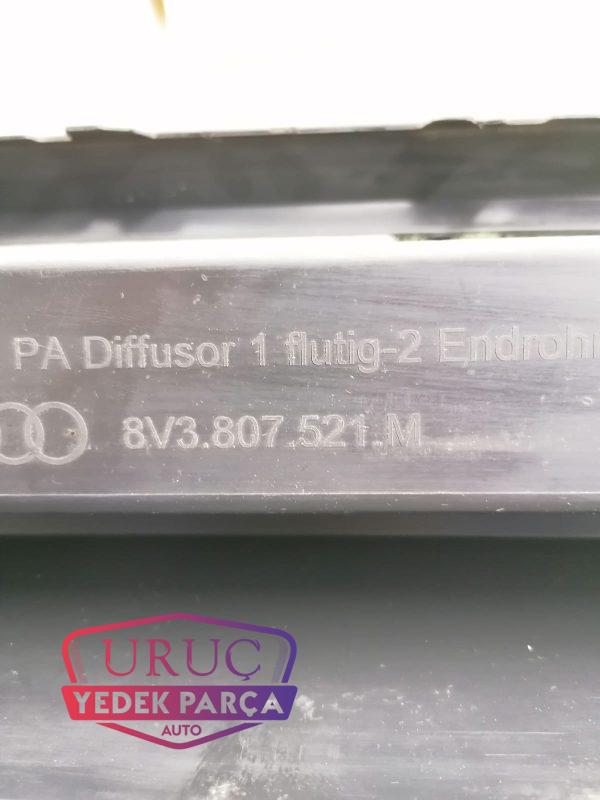 PA Diffusor 1 flutig-2 Endrohr
8V3.807.521.M
URUÇ
YEDEK PARÇA
AUTO